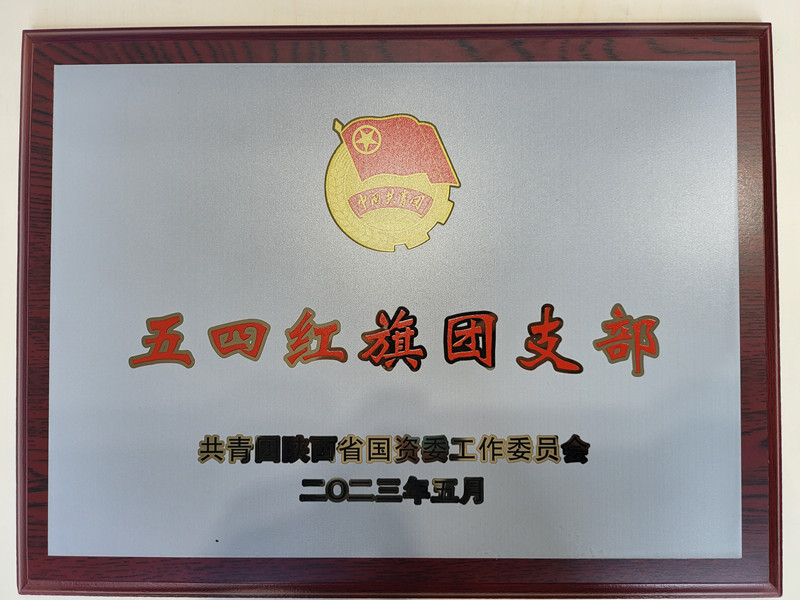 中国共青团
五四红旗团支部
共青团陕西省国资委工作委员会
二〇二三年五月